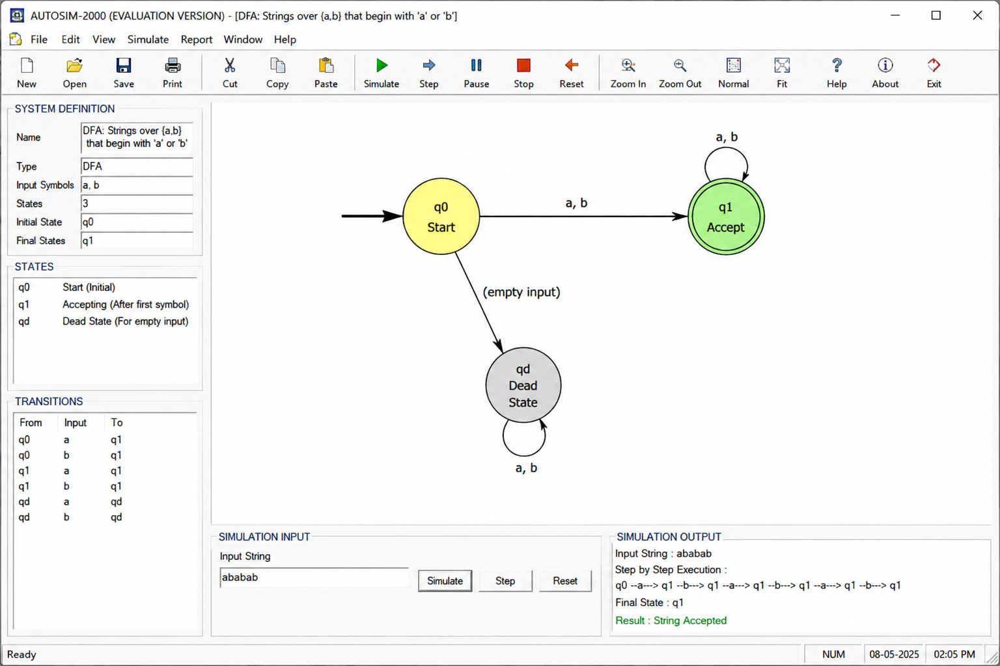 AUTOSIM-2000 (EVALUATION VERSION) - [DFA: Strings over {a,b} that begin with 'a' or 'b']
File Edit View Simulate Report Window Help
New Open Save Print Cut Copy Paste Simulate Step Pause Stop Reset Zoom In Zoom Out Normal Fit Help About Exit
SYSTEM DEFINITION
Name DFA: Strings over {a,b}
that begin with 'a' or 'b'
Type DFA
Input Symbols a, b
States 3
Initial State q0
Final States q1
STATES
q0 Start (Initial)
q1 Accepting (After first symbol)
qd Dead State (For empty input)
TRANSITIONS
From Input To
q0 a q1
q0 b q1
q1 a q1
q1 b q1
qd a qd
qd b qd
a, b
q0
Start
a, b
q1
Accept
(empty input)
qd
Dead
State
a, b
SIMULATION INPUT
Input String
ababab
Simulate Step Reset
SIMULATION OUTPUT
Input String : ababab
Step by Step Execution :
q0 --a---> q1 --b---> q1 --a---> q1 --b---> q1 --a---> q1 --b---> q1
Final State : q1
Result : String Accepted
Ready NUM 08-05-2025 02:05 PM